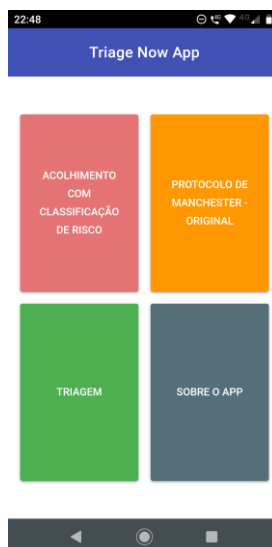 22:48
4G
Triage Now App
ACOLHIMENTO
COM
CLASSIFICAÇÃO
DE RISCO
PROTOCOLO DE
MANCHESTER -
ORIGINAL
TRIAGEM
SOBRE O APP